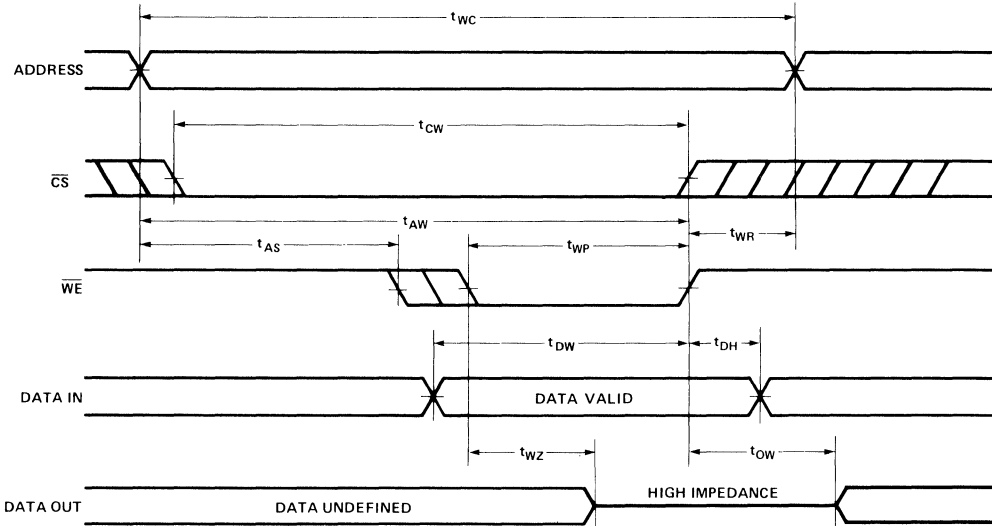 tWC
ADDRESS
tCW
CS
tAW
tAS
tWP
tWR
WE
tDW
tDH
DATA IN
DATA VALID
tWZ
tOW
DATA OUT
DATA UNDEFINED
HIGH IMPEDANCE